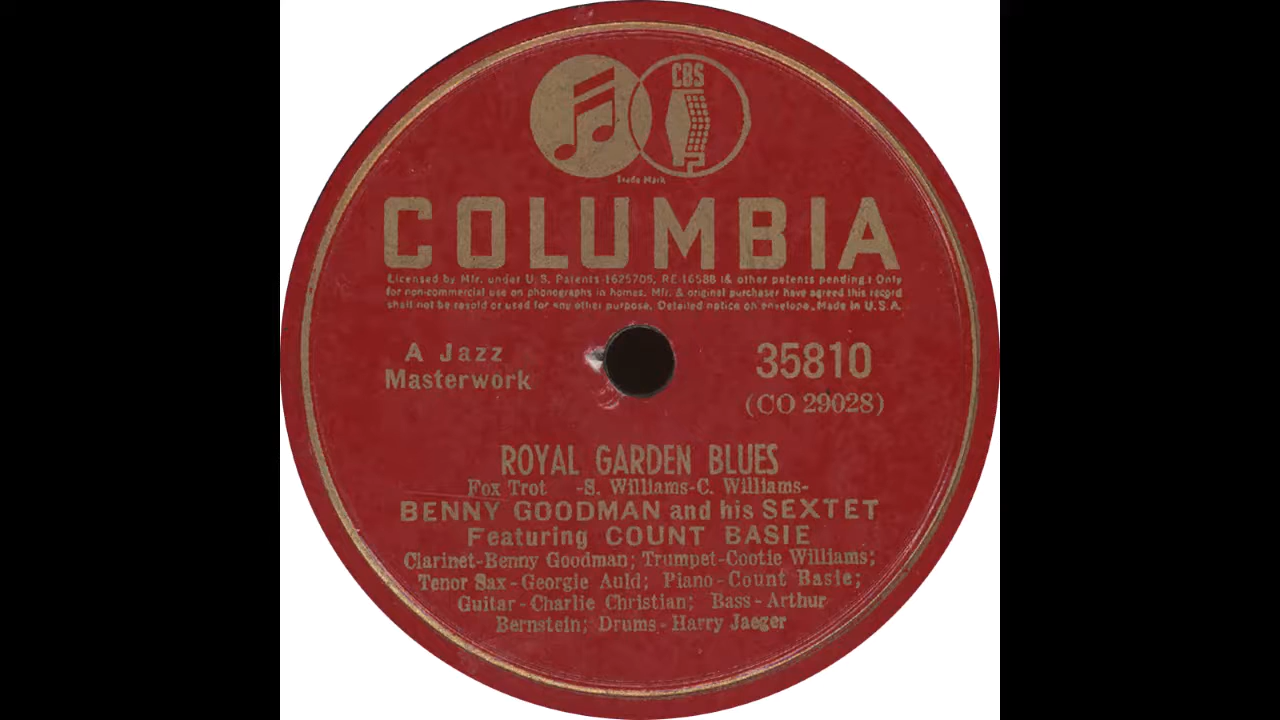 CBS
Trade Mark
COLUMBIA
Licensed by Mfr. under U.S. Patents 1625705, RE 16588 (& other patents pending.) Only
for non-commercial use on phonographs in homes. Mfr. & original purchaser have agreed this record
shall not be resold or used for any other purpose. Detailed notice on envelope. Made in U.S.A.
A Jazz
Masterwork
35810
(CO 29028)
ROYAL GARDEN BLUES
Fox Trot -S. Williams-C. Williams-
BENNY GOODMAN and his SEXTET
Featuring COUNT BASIE
Clarinet-Benny Goodman; Trumpet-Cootie Williams;
Tenor Sax-Georgie Auld; Piano-Count Basie;
Guitar-Charlie Christian; Bass-Arthur
Bernstein; Drums-Harry Jaeger